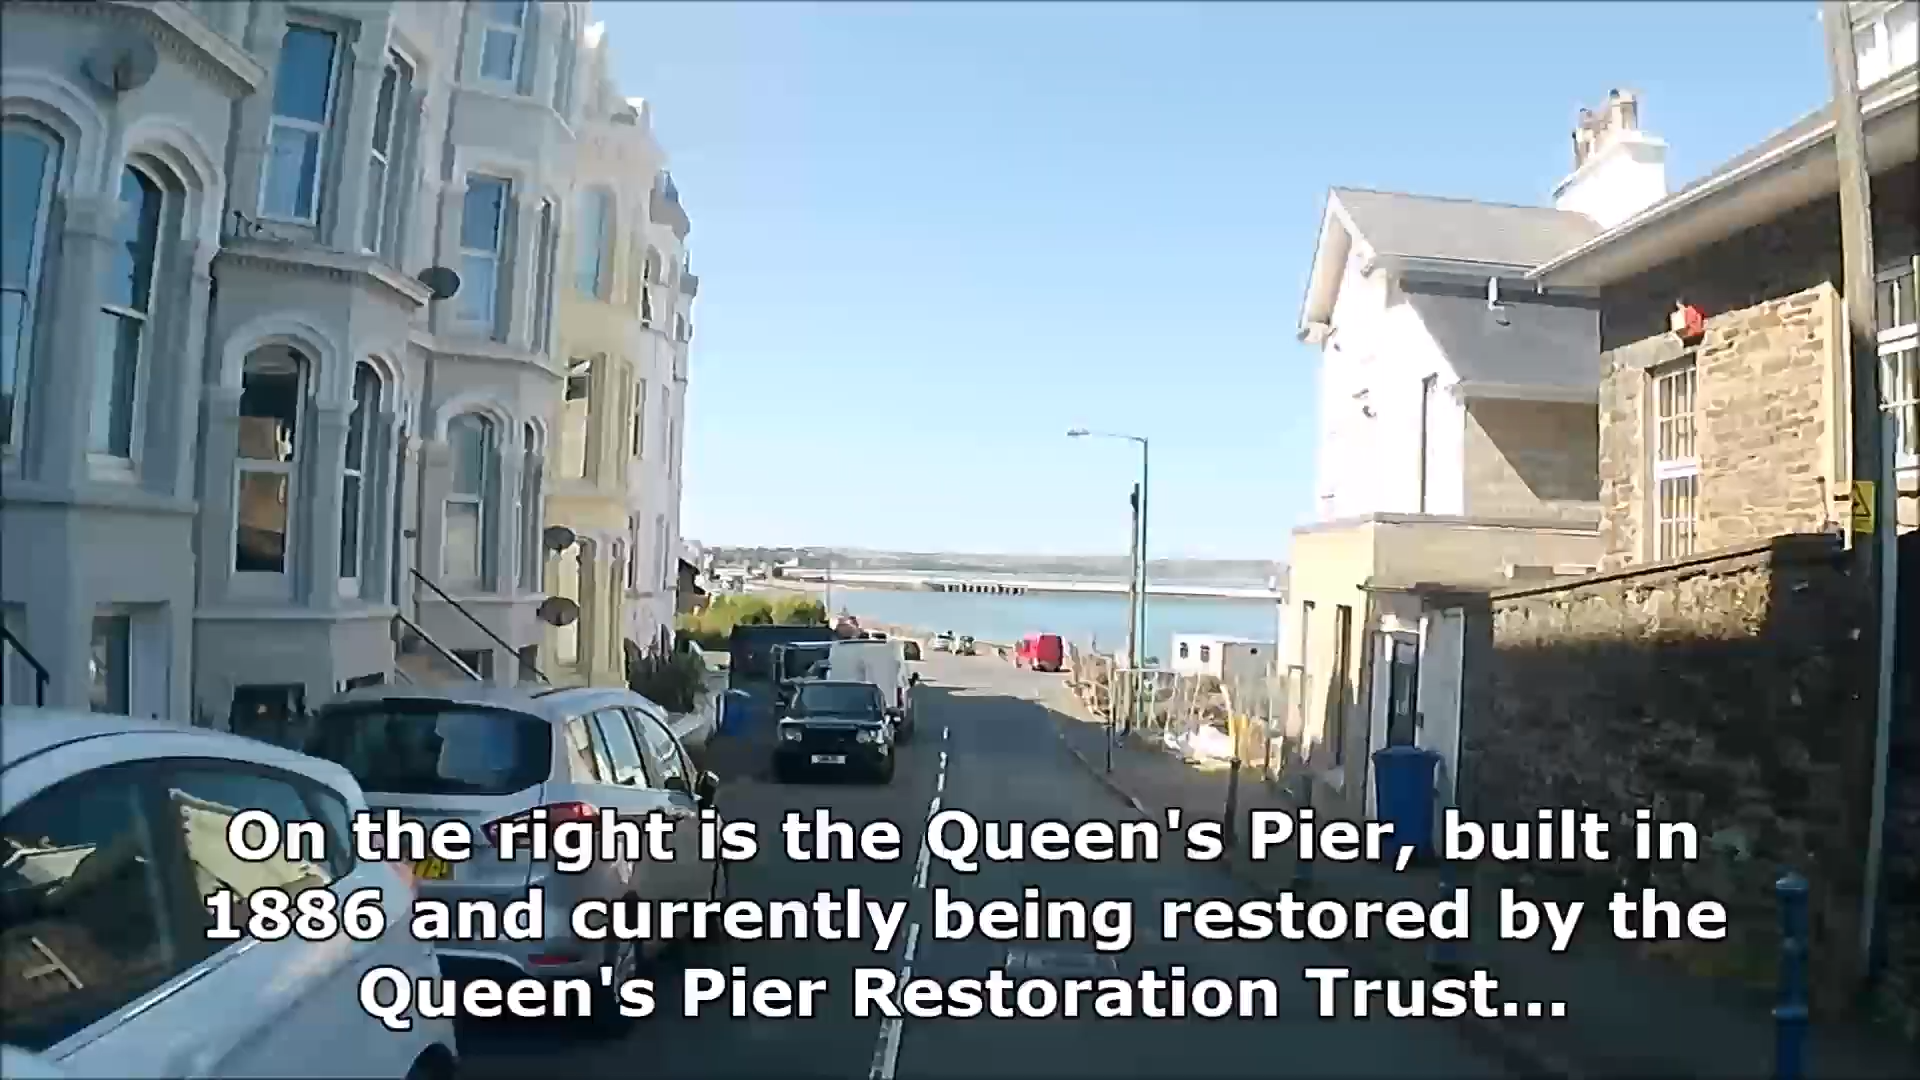 On the right is the Queen's Pier, built in
1886 and currently being restored by the
Queen's Pier Restoration Trust...